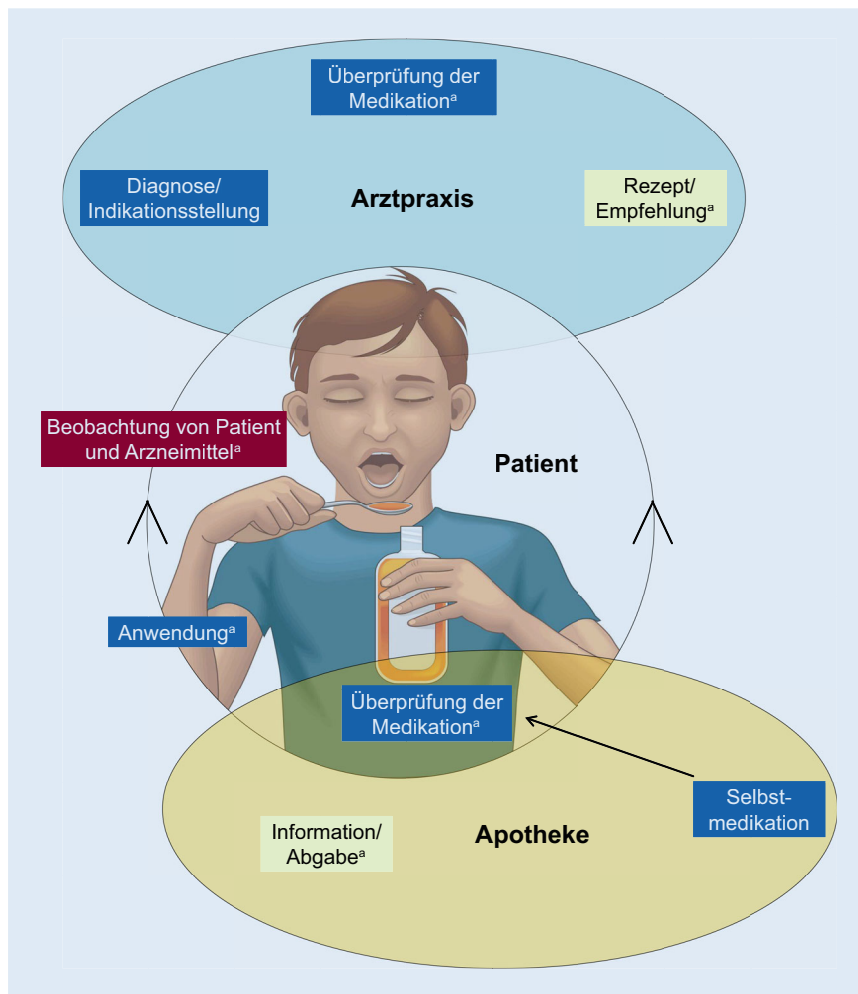 Überprüfung der
Medikationᵃ
Diagnose/
Indikationsstellung
Arztpraxis
Rezept/
Empfehlungᵃ
Beobachtung von Patient
und Arzneimittelᵃ
Patient
Anwendungᵃ
Überprüfung der
Medikationᵃ
Selbst-
medikation
Information/
Abgabeᵃ
Apotheke